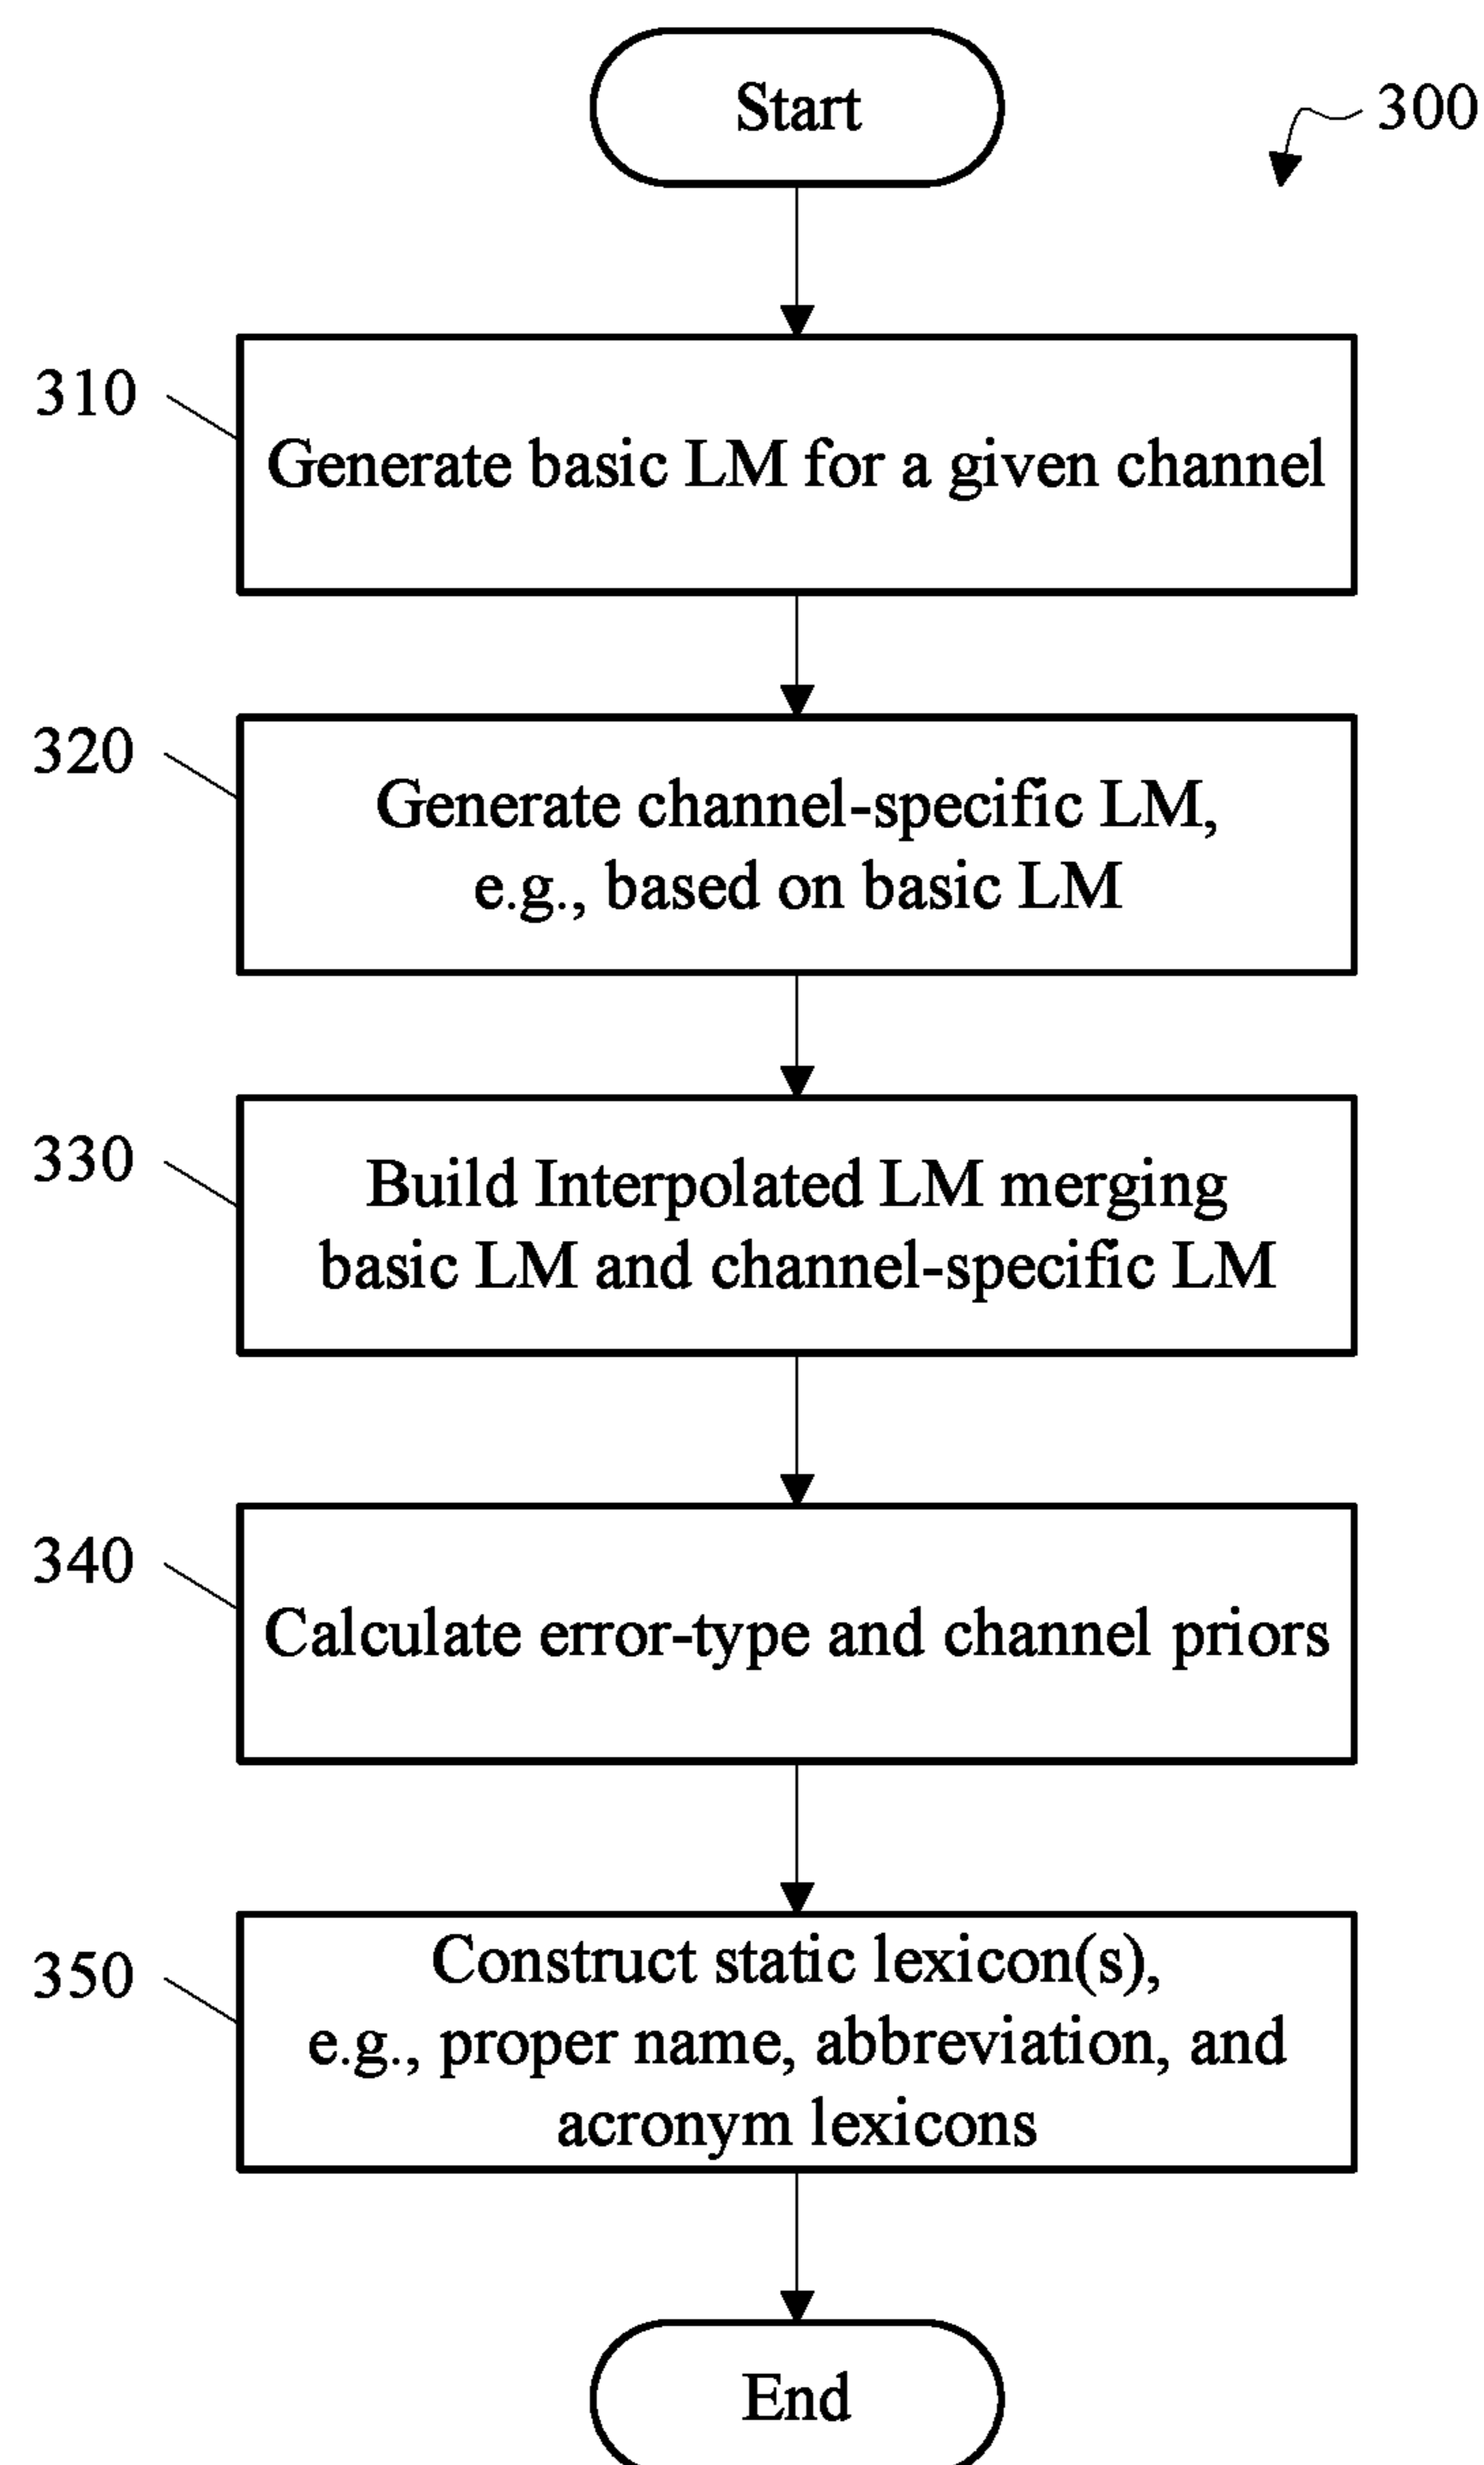 Start
300
310
Generate basic LM for a given channel
320
Generate channel-specific LM,
e.g., based on basic LM
330
Build Interpolated LM merging
basic LM and channel-specific LM
340
Calculate error-type and channel priors
350
Construct static lexicon(s),
e.g., proper name, abbreviation, and
acronym lexicons
End